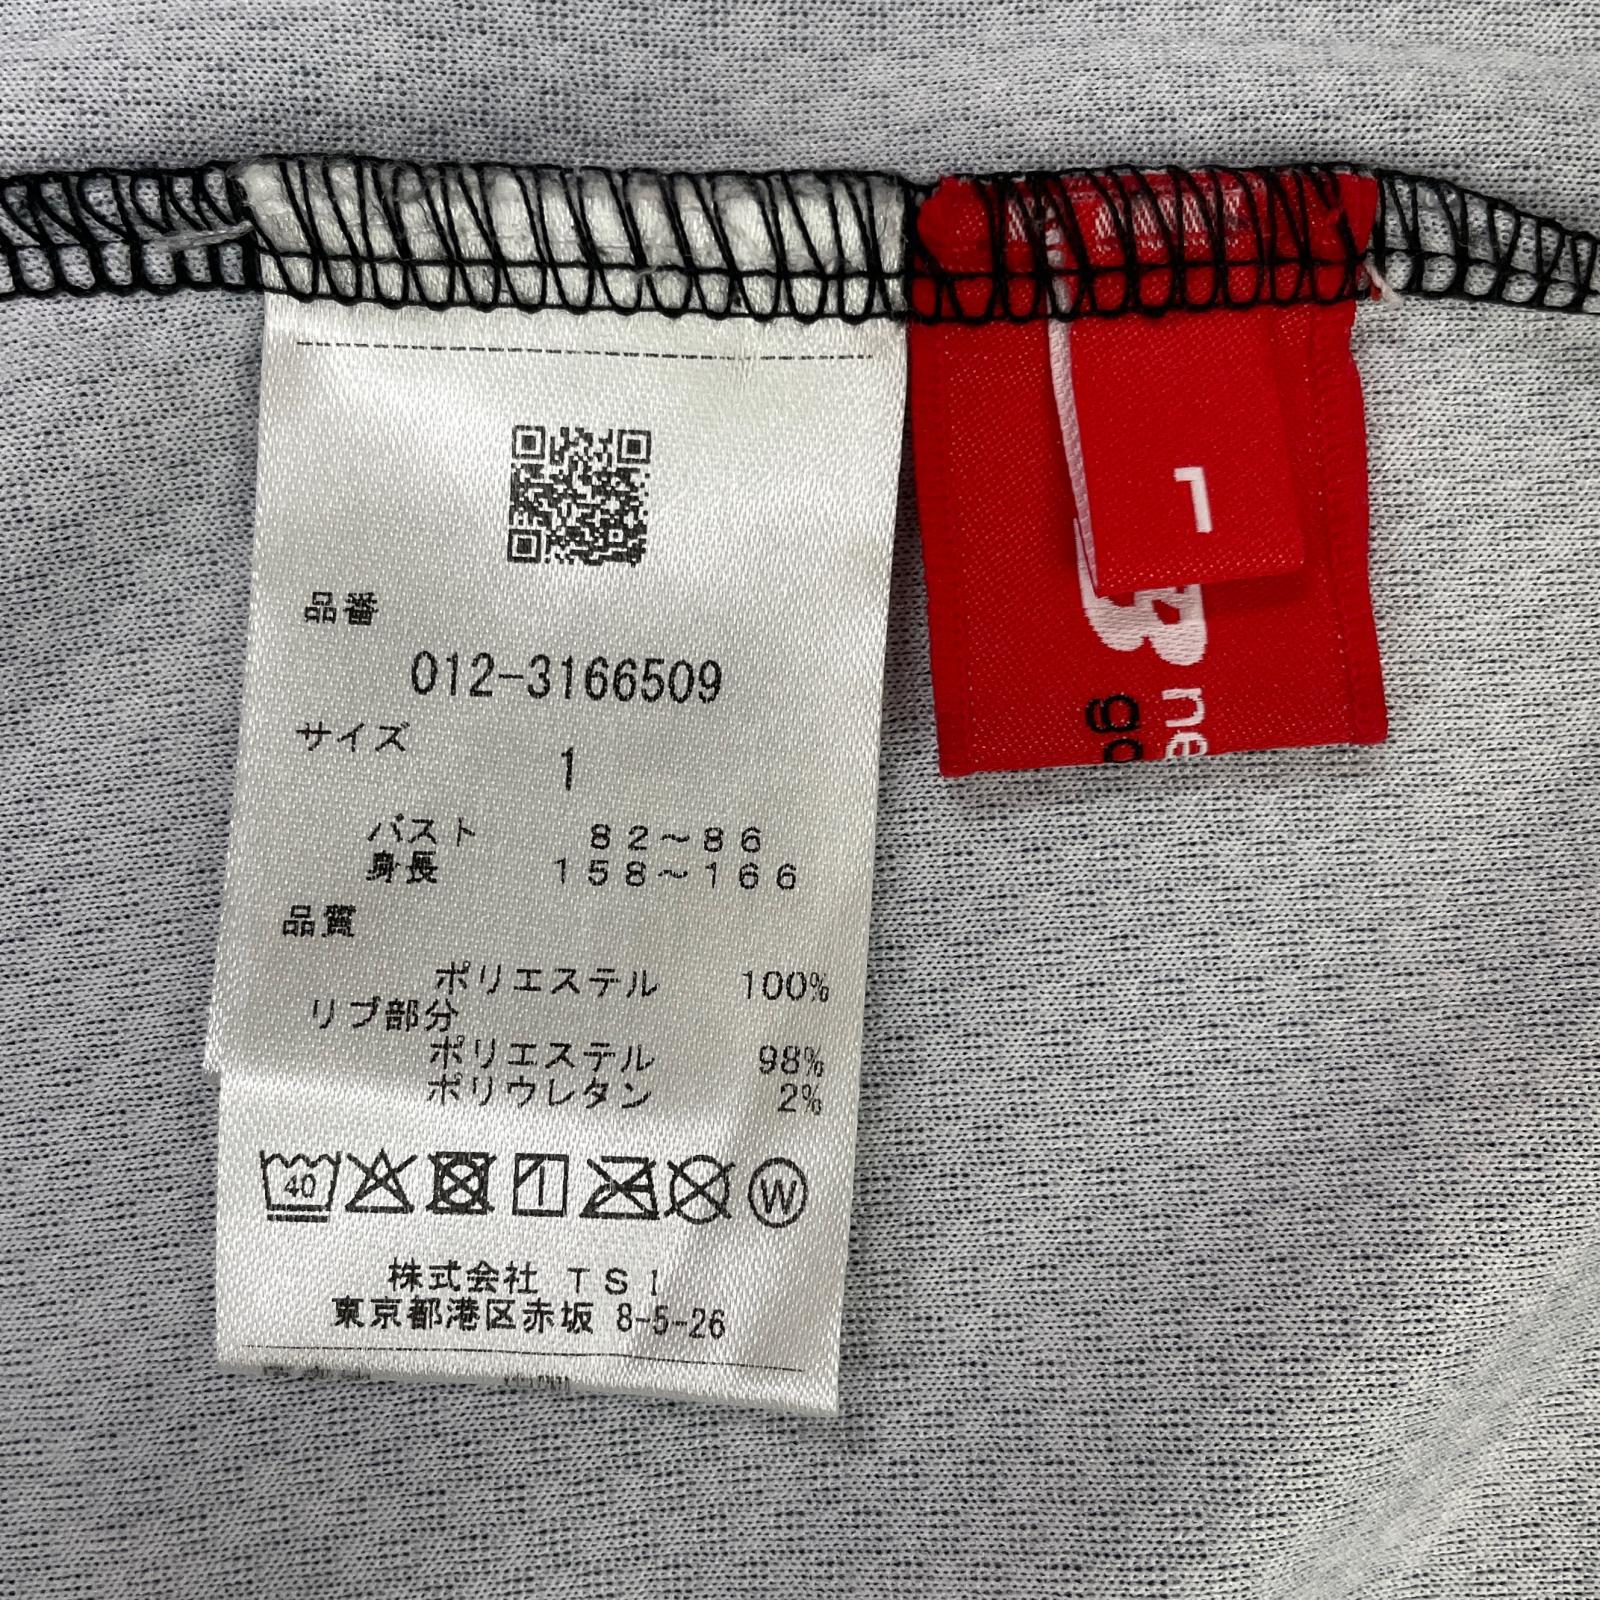 品番
012-3166509
サイズ
1
バスト 82～86
身長 158～166
品質
ポリエステル 100%
リブ部分
ポリエステル 98%
ポリウレタン 2%
40
W
株式会社 TSI
東京都港区赤坂 8-5-26
1
ne
go